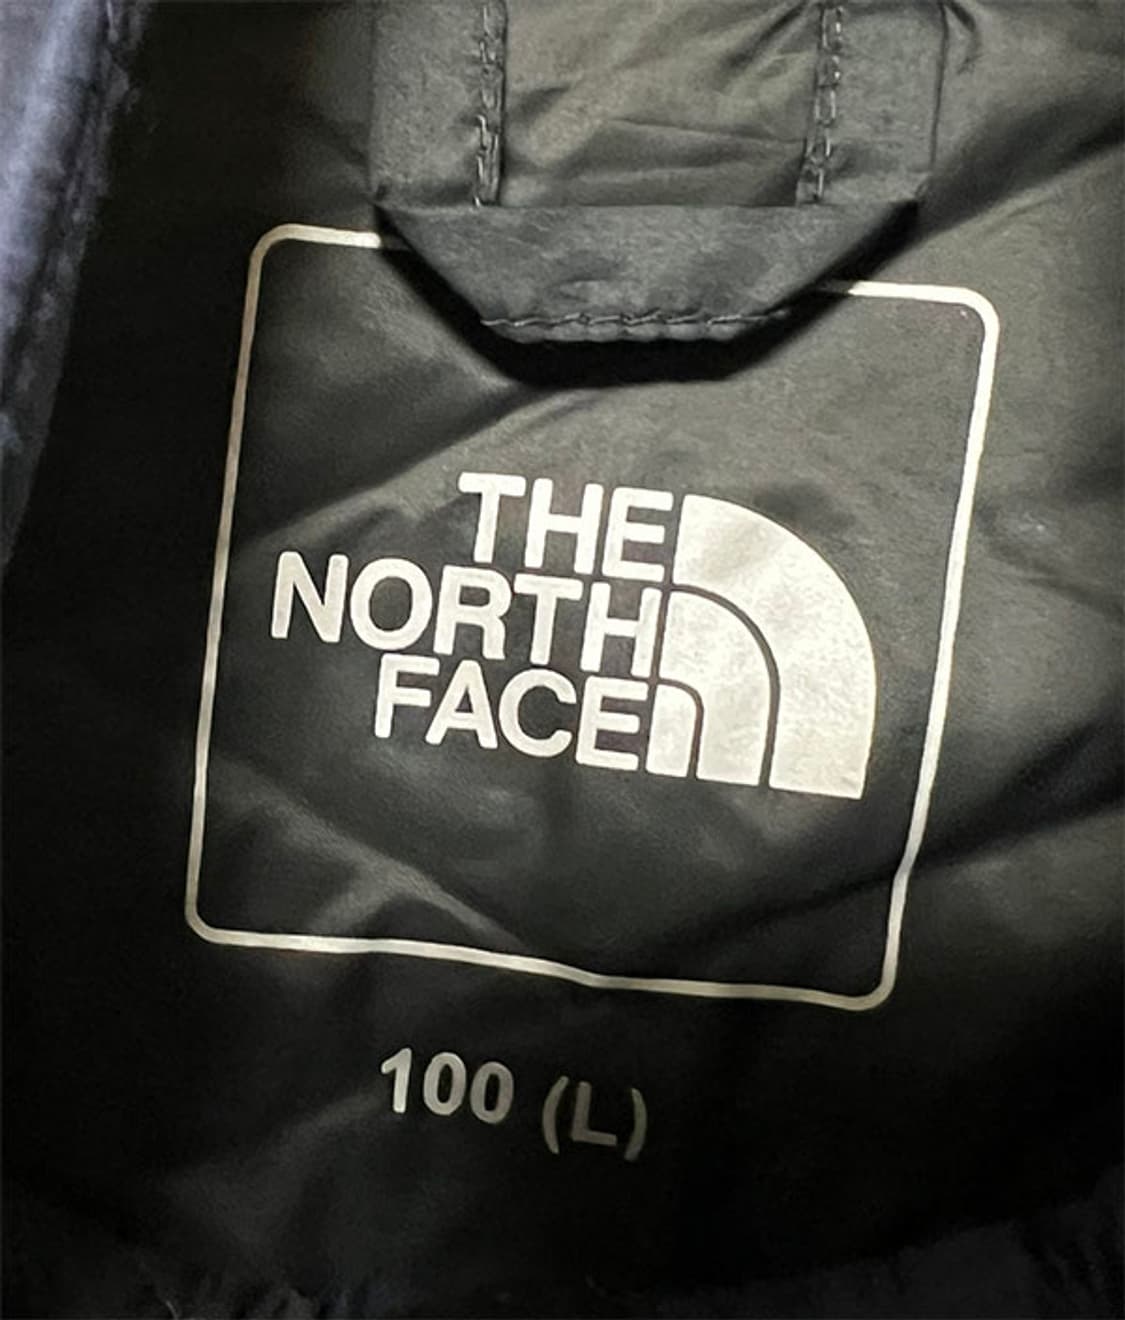 THE
NORTH
FACE
100 (L)